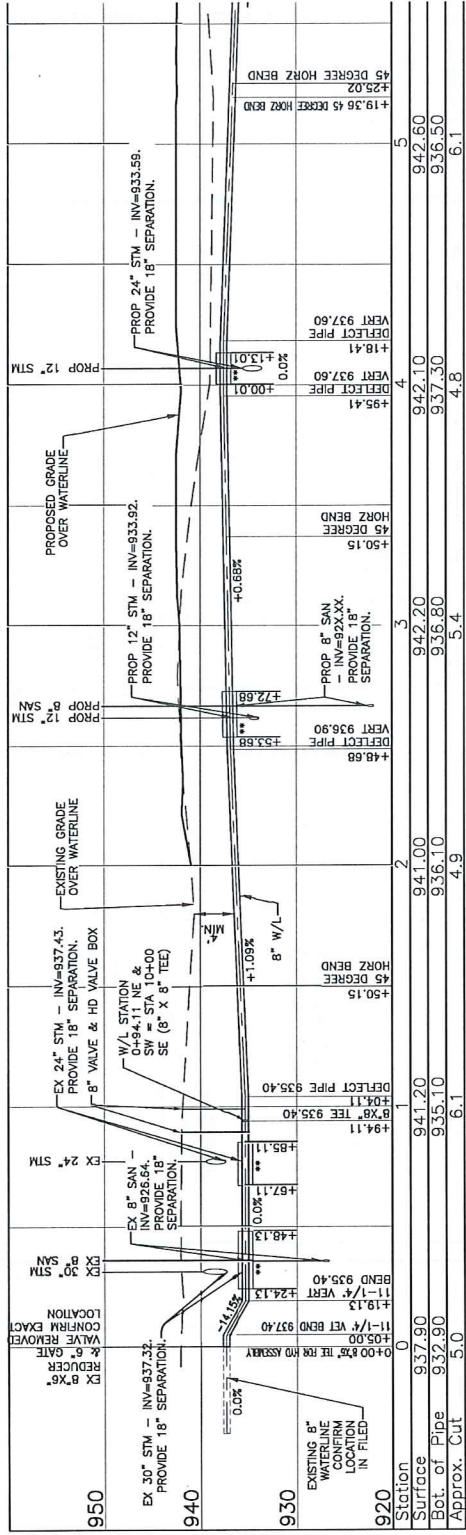 950
940
930
920
EX 8"X6"
REDUCER
& 6" GATE
VALVE REMOVED
CONFIRM EXACT
LOCATION
EX 30" STM
EX 8" SAN
EX 24" STM
PROP 12" STM
PROP 8" SAN
PROP 12" STM
EX 30" STM - INV=937.32.
PROVIDE 18" SEPARATION.
EX 8" SAN -
INV=926.64.
PROVIDE 18"
SEPARATION.
EX 24" STM - INV=937.43.
PROVIDE 18" SEPARATION.
8" VALVE & HD VALVE BOX
W/L STATION
0+94.11 NE &
SW = STA 10+00
SE (8" X 8" TEE)
EXISTING GRADE
OVER WATERLINE
4'
MIN.
8" W/L
PROP 12" STM - INV=933.92.
PROVIDE 18" SEPARATION.
PROPOSED GRADE
OVER WATERLINE
PROP 24" STM - INV=933.59.
PROVIDE 18" SEPARATION.
PROP 8" SAN
- INV=92X.XX.
PROVIDE 18"
SEPARATION.
EXISTING 8"
WATERLINE
CONFIRM
LOCATION
IN FILED
0.0%
-14.15%
0.0%
+1.09%
+0.68%
0.0%
0+00 8"X6" TEE FOR HYD ASSEMBLY
+05.00
11-1/4° VET BEND 937.40
+19.13
11-1/4° VERT
BEND 935.40
+24.13
**
+48.13
+67.11
**
+85.11
+94.11
8"X8" TEE 935.40
+04.11
DEFLECT PIPE 935.40
+50.15
45 DEGREE
HORZ BEND
+48.68
DEFLECT PIPE
VERT 936.90
+53.68
**
+72.68
+50.15
45 DEGREE
HORZ BEND
+95.41
DEFLECT PIPE
VERT 937.60
+00.01
**
+13.01
+18.41
DEFLECT PIPE
VERT 937.60
+19.36 45 DEGREE HORZ BEND
+25.02
45 DEGREE HORZ BEND
Station 0 1 2 3 4 5
Surface 937.90 941.20 941.00 942.20 942.10 942.60
Bot. of Pipe 932.90 935.10 936.10 936.80 937.30 936.50
Approx. Cut 5.0 6.1 4.9 5.4 4.8 6.1